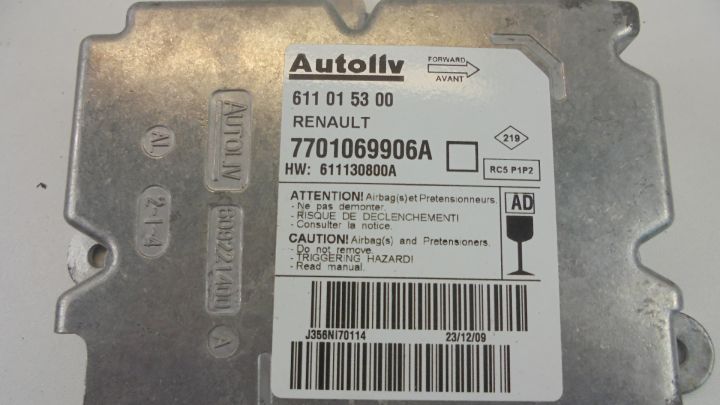 Autoliv
FORWARD
AVANT
611 01 53 00
RENAULT
7701069906A
219
HW: 611130800A
RC5 P1P2
ATTENTION! Airbag(s) et Pretensionneurs.
- Ne pas demonter.
- RISQUE DE DECLENCHEMENT!
- Consulter la notice.
AD
CAUTION! Airbag(s) and Pretensioners.
- Do not remove.
- TRIGGERING HAZARD!
- Read manual.
J356NI70114 23/12/09
AUTOLIV
609221400
A
Al
2-1-4